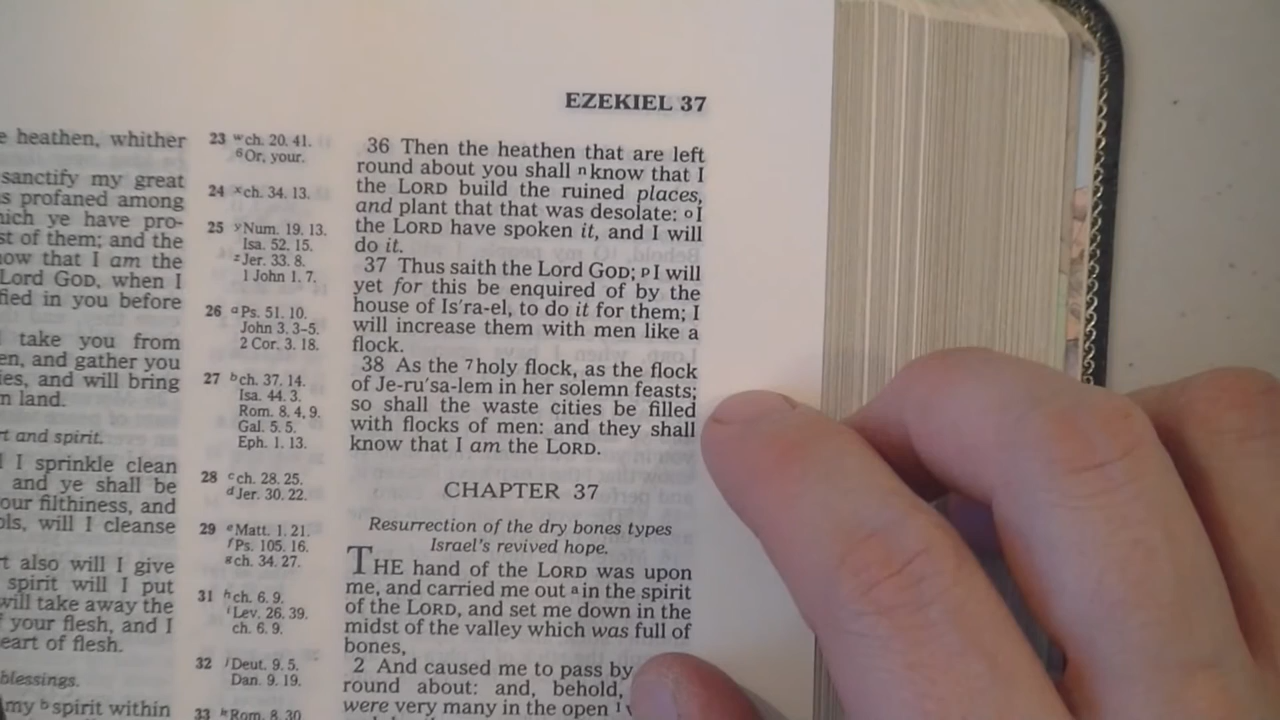 EZEKIEL 37
e heathen, whither
sanctify my great
s profaned among
hich ye have pro-
st of them; and the
now that I am the
Lord GOD, when I
fied in you before
take you from
en, and gather you
ies, and will bring
n land.
rt and spirit.
I sprinkle clean
and ye shall be
our filthiness, and
ols, will I cleanse
rt also will I give
spirit will I put
will take away the
f your flesh, and I
eart of flesh.
blessings.
my b spirit within
23 w ch. 20. 41.
6 Or, your.
24 x ch. 34. 13.
25 y Num. 19. 13.
Isa. 52. 15.
z Jer. 33. 8.
1 John 1. 7.
26 a Ps. 51. 10.
John 3. 3–5.
2 Cor. 3. 18.
27 b ch. 37. 14.
Isa. 44. 3.
Rom. 8. 4, 9.
Gal. 5. 5.
Eph. 1. 13.
28 c ch. 28. 25.
d Jer. 30. 22.
29 e Matt. 1. 21.
f Ps. 105. 16.
g ch. 34. 27.
31 h ch. 6. 9.
i Lev. 26. 39.
ch. 6. 9.
32 j Deut. 9. 5.
Dan. 9. 19.
33 k Rom. 8. 30.
36 Then the heathen that are left
round about you shall n know that I
the LORD build the ruined places,
and plant that that was desolate: o I
the LORD have spoken it, and I will
do it.
37 Thus saith the Lord GOD; p I will
yet for this be enquired of by the
house of Is'ra-el, to do it for them; I
will increase them with men like a
flock.
38 As the 7 holy flock, as the flock
of Je-ru'sa-lem in her solemn feasts;
so shall the waste cities be filled
with flocks of men: and they shall
know that I am the LORD.
CHAPTER 37
Resurrection of the dry bones types
Israel's revived hope.
THE hand of the LORD was upon
me, and carried me out a in the spirit
of the LORD, and set me down in the
midst of the valley which was full of
bones,
2 And caused me to pass by
round about: and, behold,
were very many in the open 1